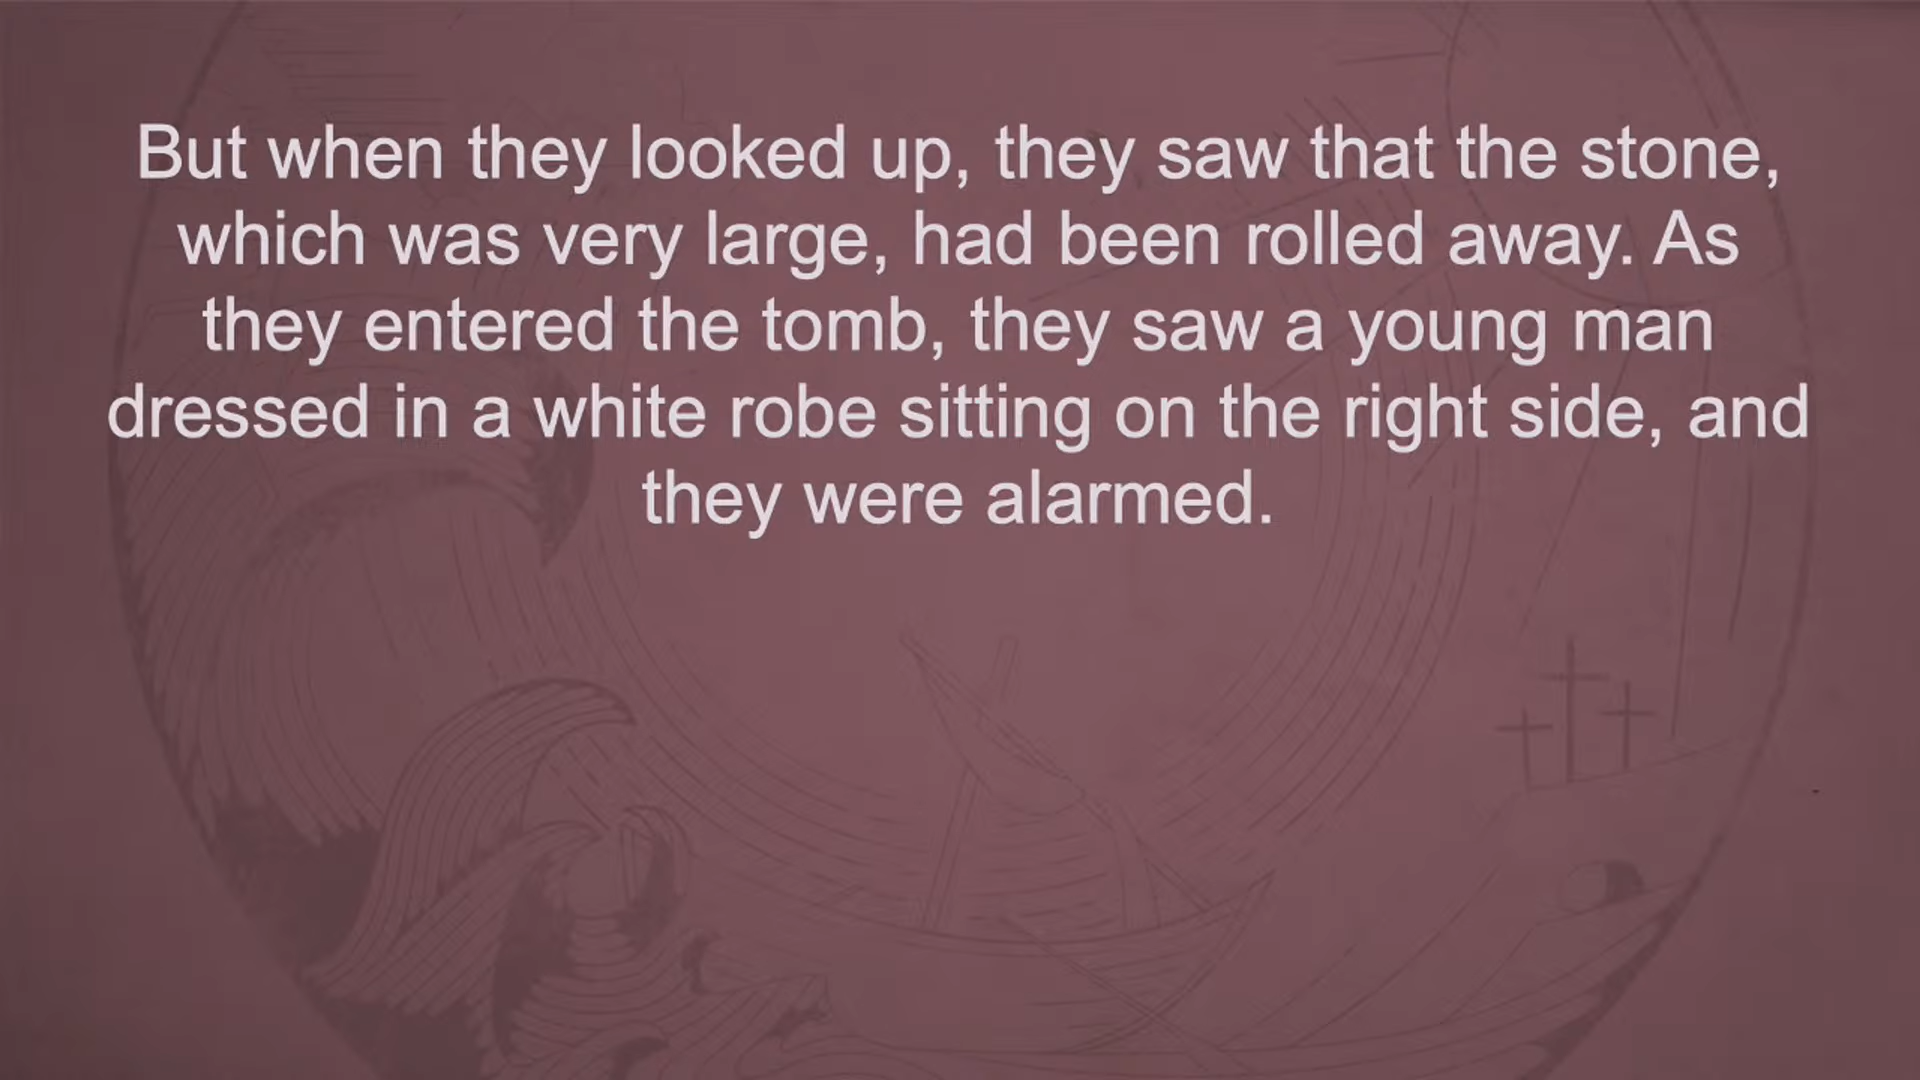 But when they looked up, they saw that the stone,
which was very large, had been rolled away. As
they entered the tomb, they saw a young man
dressed in a white robe sitting on the right side, and
they were alarmed.